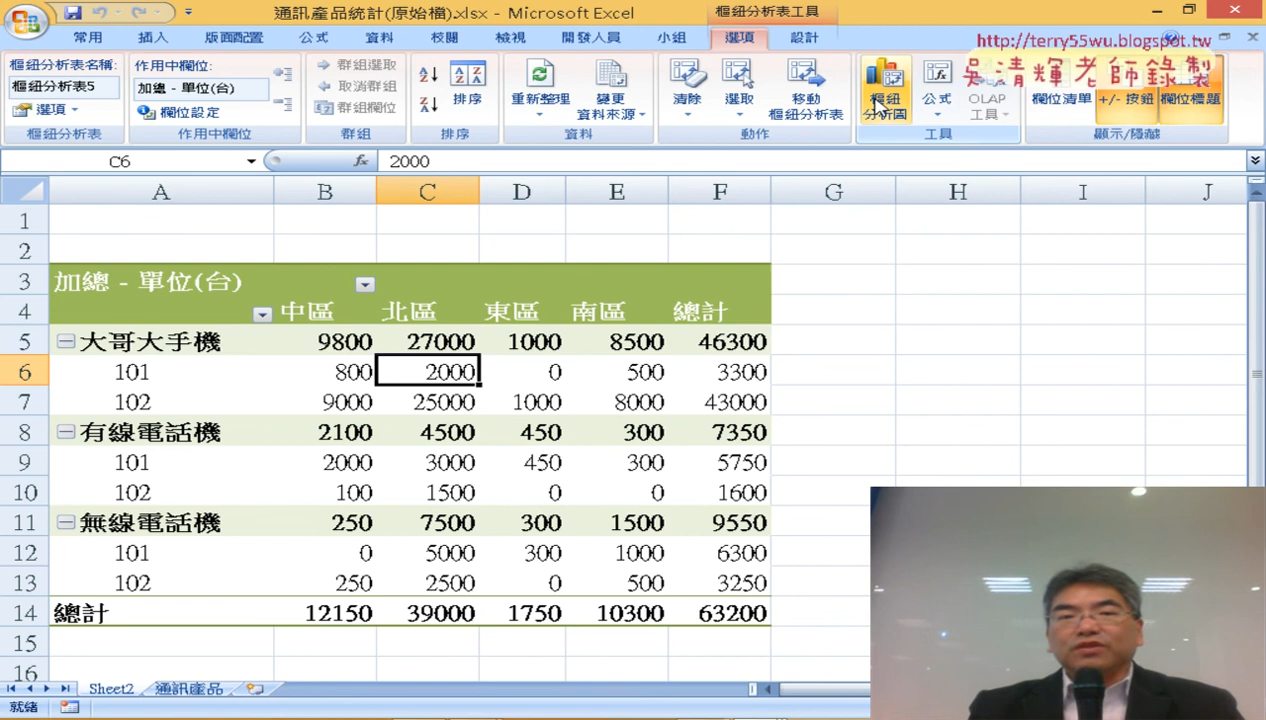 通訊產品統計(原始檔).xlsx - Microsoft Excel
樞紐分析表工具
常用 插入 版面配置 公式 資料 校閱 檢視 開發人員 小組 選項 設計
http://terry55wu.blogspot.tw
吳清輝老師錄製
樞紐分析表名稱:
樞紐分析表5
選項
樞紐分析表
作用中欄位:
加總 - 單位(台)
欄位設定
作用中欄位
群組選取
取消群組
群組欄位
群組
排序
排序
重新整理
變更
資料來源
資料
清除
選取
移動
樞紐分析表
動作
樞紐
分析圖
公式
OLAP
工具
工具
欄位清單 +/- 按鈕 欄位標題
顯示/隱藏
C6 fx 2000
A B C D E F G H I J
1
2
3 加總 - 單位(台)
4 中區 北區 東區 南區 總計
5 大哥大手機 9800 27000 1000 8500 46300
6 101 800 2000 0 500 3300
7 102 9000 25000 1000 8000 43000
8 有線電話機 2100 4500 450 300 7350
9 101 2000 3000 450 300 5750
10 102 100 1500 0 0 1600
11 無線電話機 250 7500 300 1500 9550
12 101 0 5000 300 1000 6300
13 102 250 2500 0 500 3250
14 總計 12150 39000 1750 10300 63200
15
16
Sheet2 通訊產品
就緒